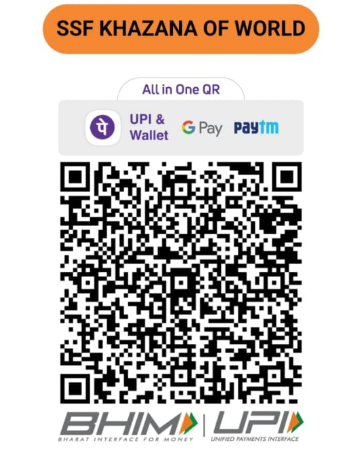 SSF KHAZANA OF WORLD
All in One QR
पे
UPI &
Wallet
G Pay
Paytm
BHIM
BHARAT INTERFACE FOR MONEY
UPI
UNIFIED PAYMENTS INTERFACE